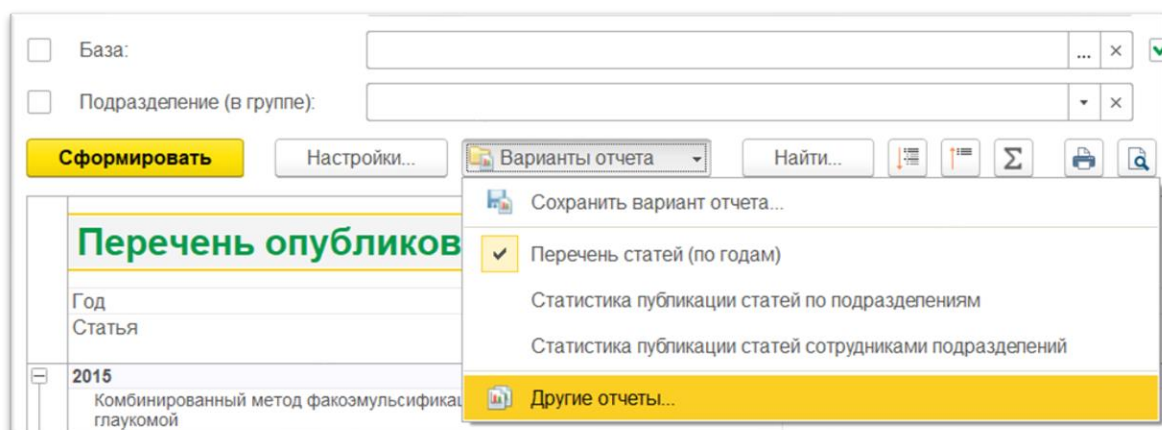 База:
...
Подразделение (в группе):
Сформировать Настройки... Варианты отчета Найти... Σ
Сохранить вариант отчета...
Перечень опубликов
Перечень статей (по годам)
Год
Статистика публикации статей по подразделениям
Статья
Статистика публикации статей сотрудниками подразделений
2015
Комбинированный метод факоэмульсификац
глаукомой
Другие отчеты...